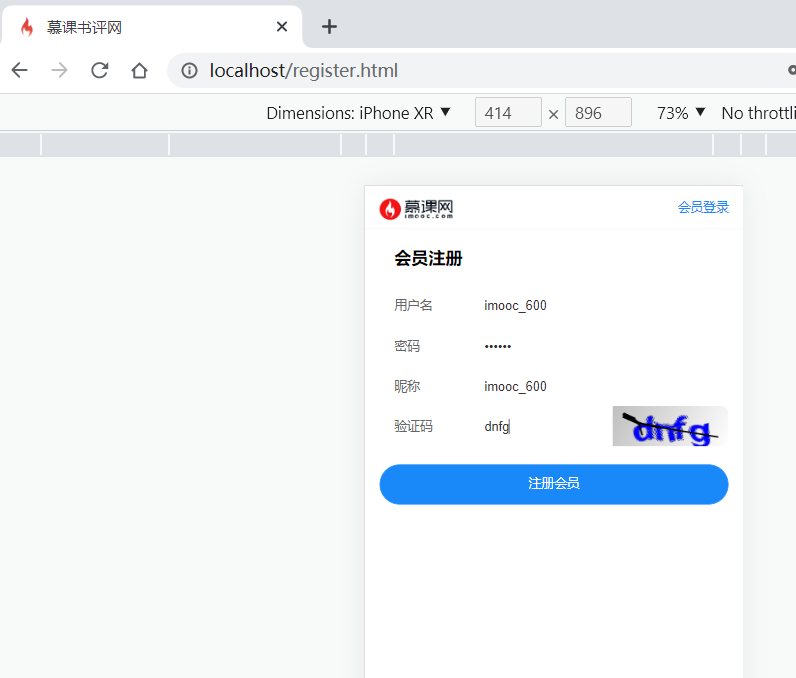 慕课书评网
localhost/register.html
Dimensions: iPhone XR ▼ 414 × 896 73% ▼ No throttli
慕课网 会员登录
imooc.com
会员注册
用户名 imooc_600
密码 ••••••
昵称 imooc_600
验证码 dnfg dnfg
注册会员